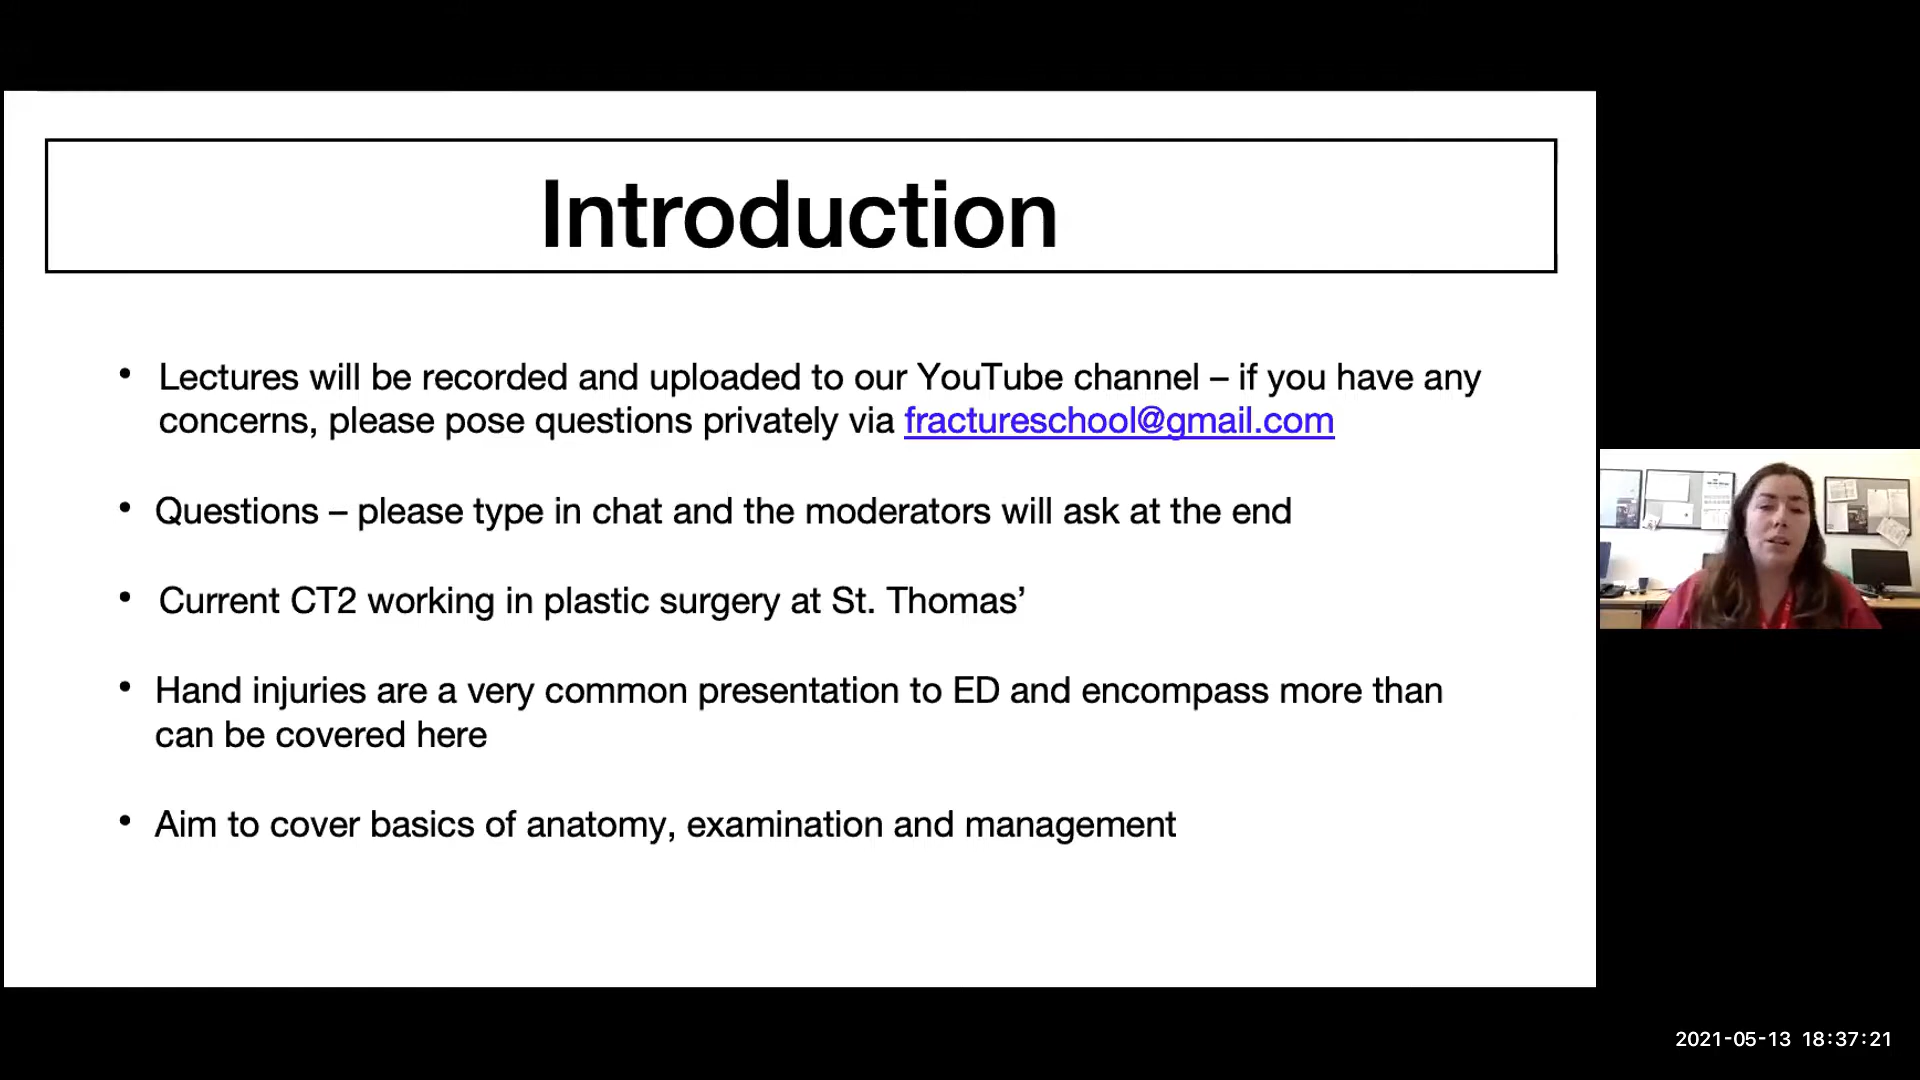 Introduction
• Lectures will be recorded and uploaded to our YouTube channel – if you have any
concerns, please pose questions privately via fractureschool@gmail.com
• Questions – please type in chat and the moderators will ask at the end
• Current CT2 working in plastic surgery at St. Thomas’
• Hand injuries are a very common presentation to ED and encompass more than
can be covered here
• Aim to cover basics of anatomy, examination and management
2021-05-13 18:37:21